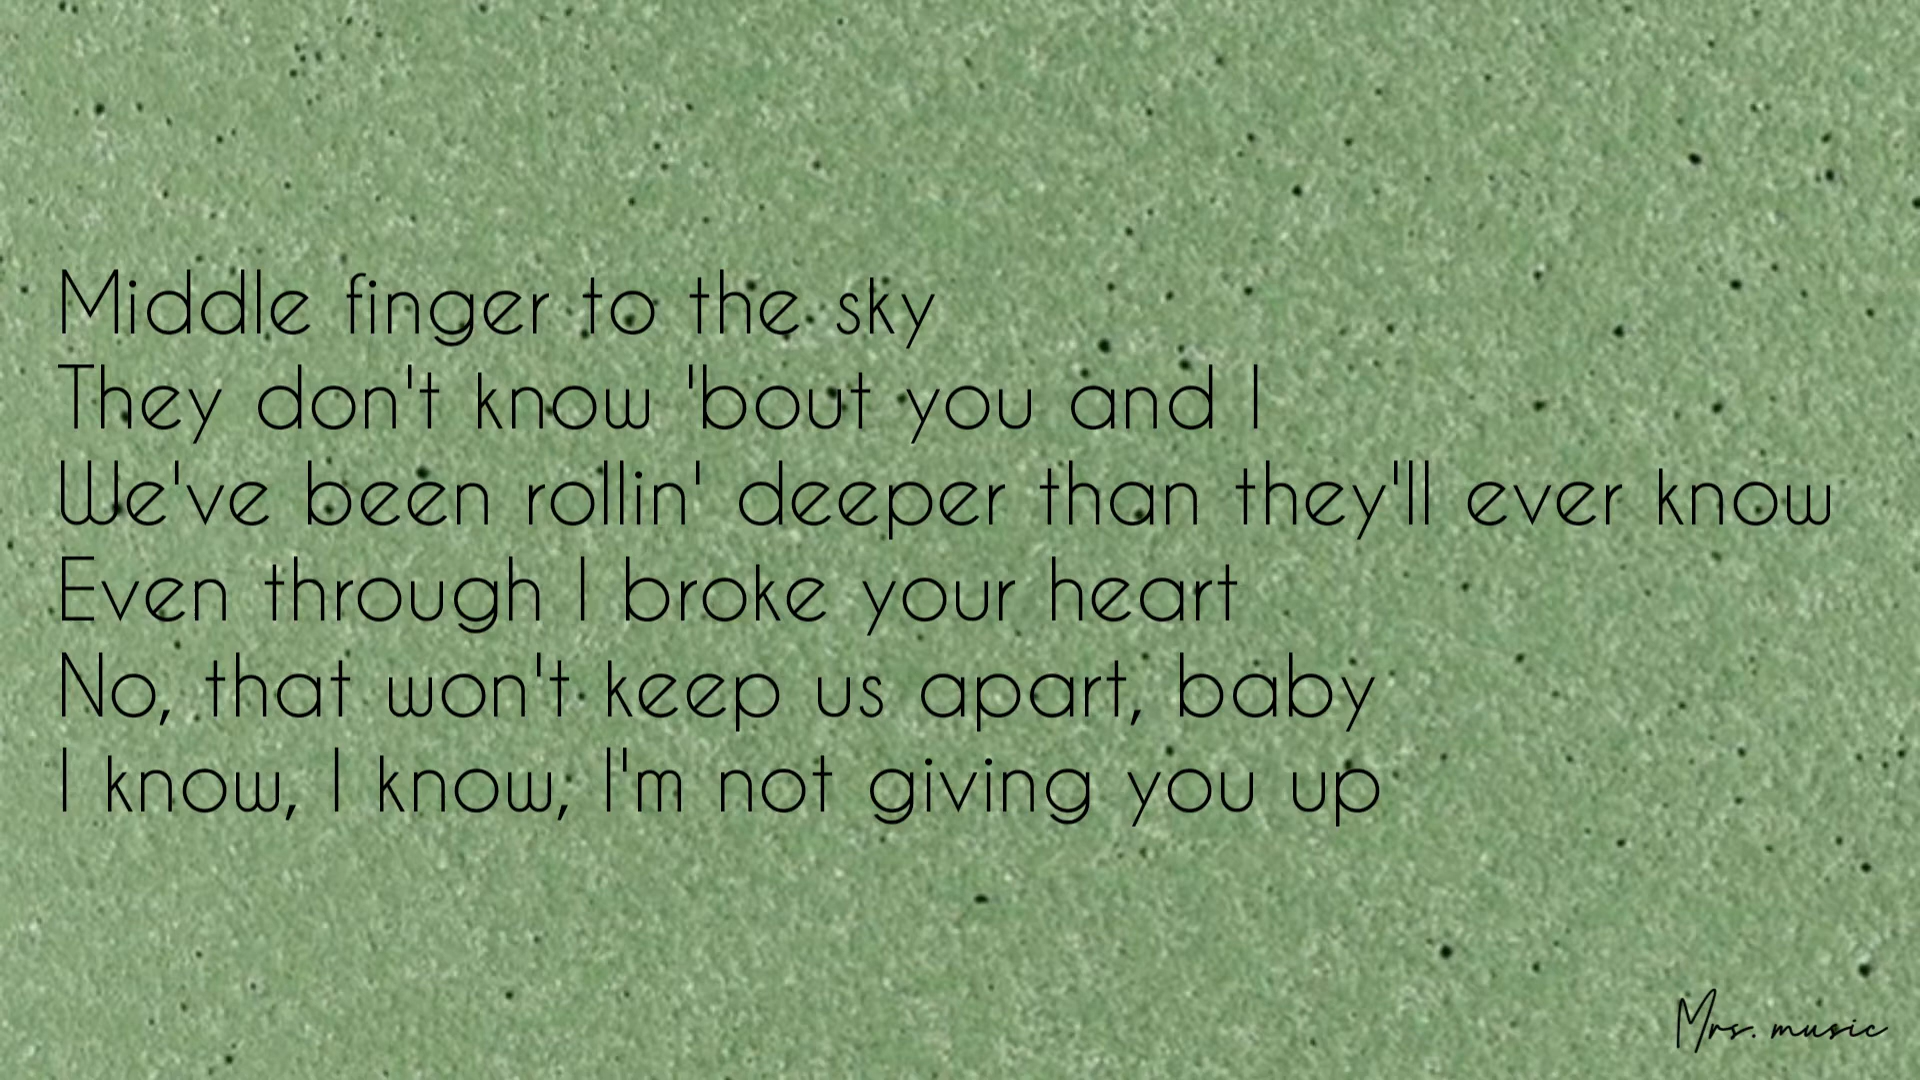 Middle finger to the sky
They don't know 'bout you and I
We've been rollin' deeper than they'll ever know
Even through I broke your heart
No, that won't keep us apart, baby
I know, I know, I'm not giving you up
Mrs. music